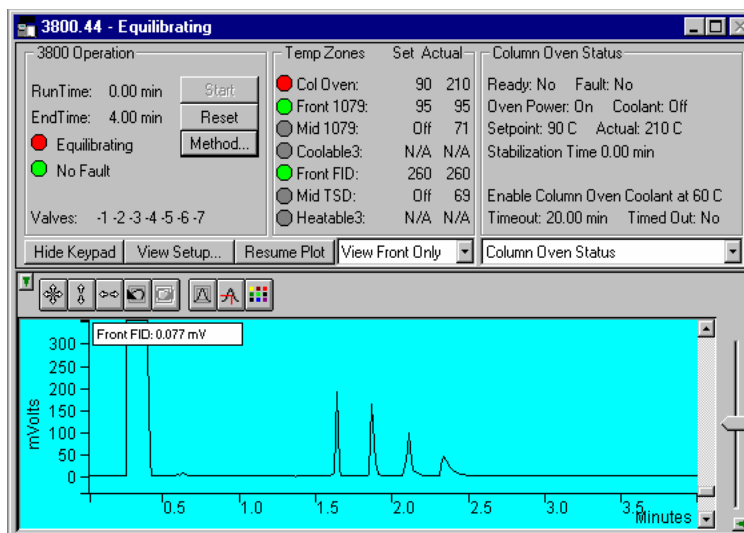 3800.44 - Equilibrating
3800 Operation
RunTime: 0.00 min Start
EndTime: 4.00 min Reset
Equilibrating Method...
No Fault
Valves: -1 -2 -3 -4 -5 -6 -7
Temp Zones Set Actual
Col Oven: 90 210
Front 1079: 95 95
Mid 1079: Off 71
Coolable3: N/A N/A
Front FID: 260 260
Mid TSD: Off 69
Heatable3: N/A N/A
Column Oven Status
Ready: No Fault: No
Oven Power: On Coolant: Off
Setpoint: 90 C Actual: 210 C
Stabilization Time 0.00 min
Enable Column Oven Coolant at 60 C
Timeout: 20.00 min Timed Out: No
Hide Keypad View Setup... Resume Plot View Front Only Column Oven Status
Front FID: 0.077 mV
mVolts
300
250
200
150
100
50
0
0.5 1.0 1.5 2.0 2.5 3.0 3.5
Minutes